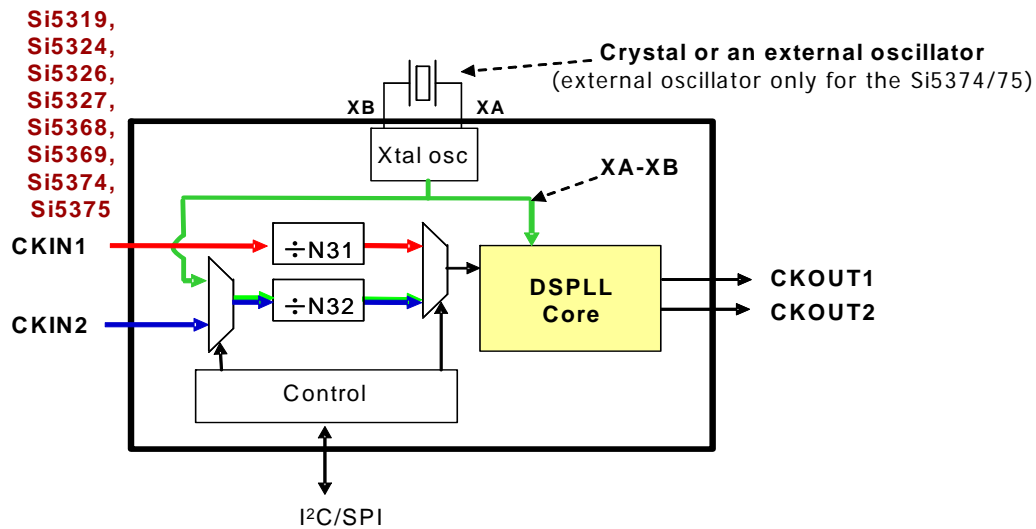 Si5319,
Si5324,
Si5326,
Si5327,
Si5368,
Si5369,
Si5374,
Si5375
Crystal or an external oscillator
(external oscillator only for the Si5374/75)
XB
XA
Xtal osc
XA-XB
CKIN1
÷N31
CKIN2
÷N32
DSPLL
Core
CKOUT1
CKOUT2
Control
I²C/SPI